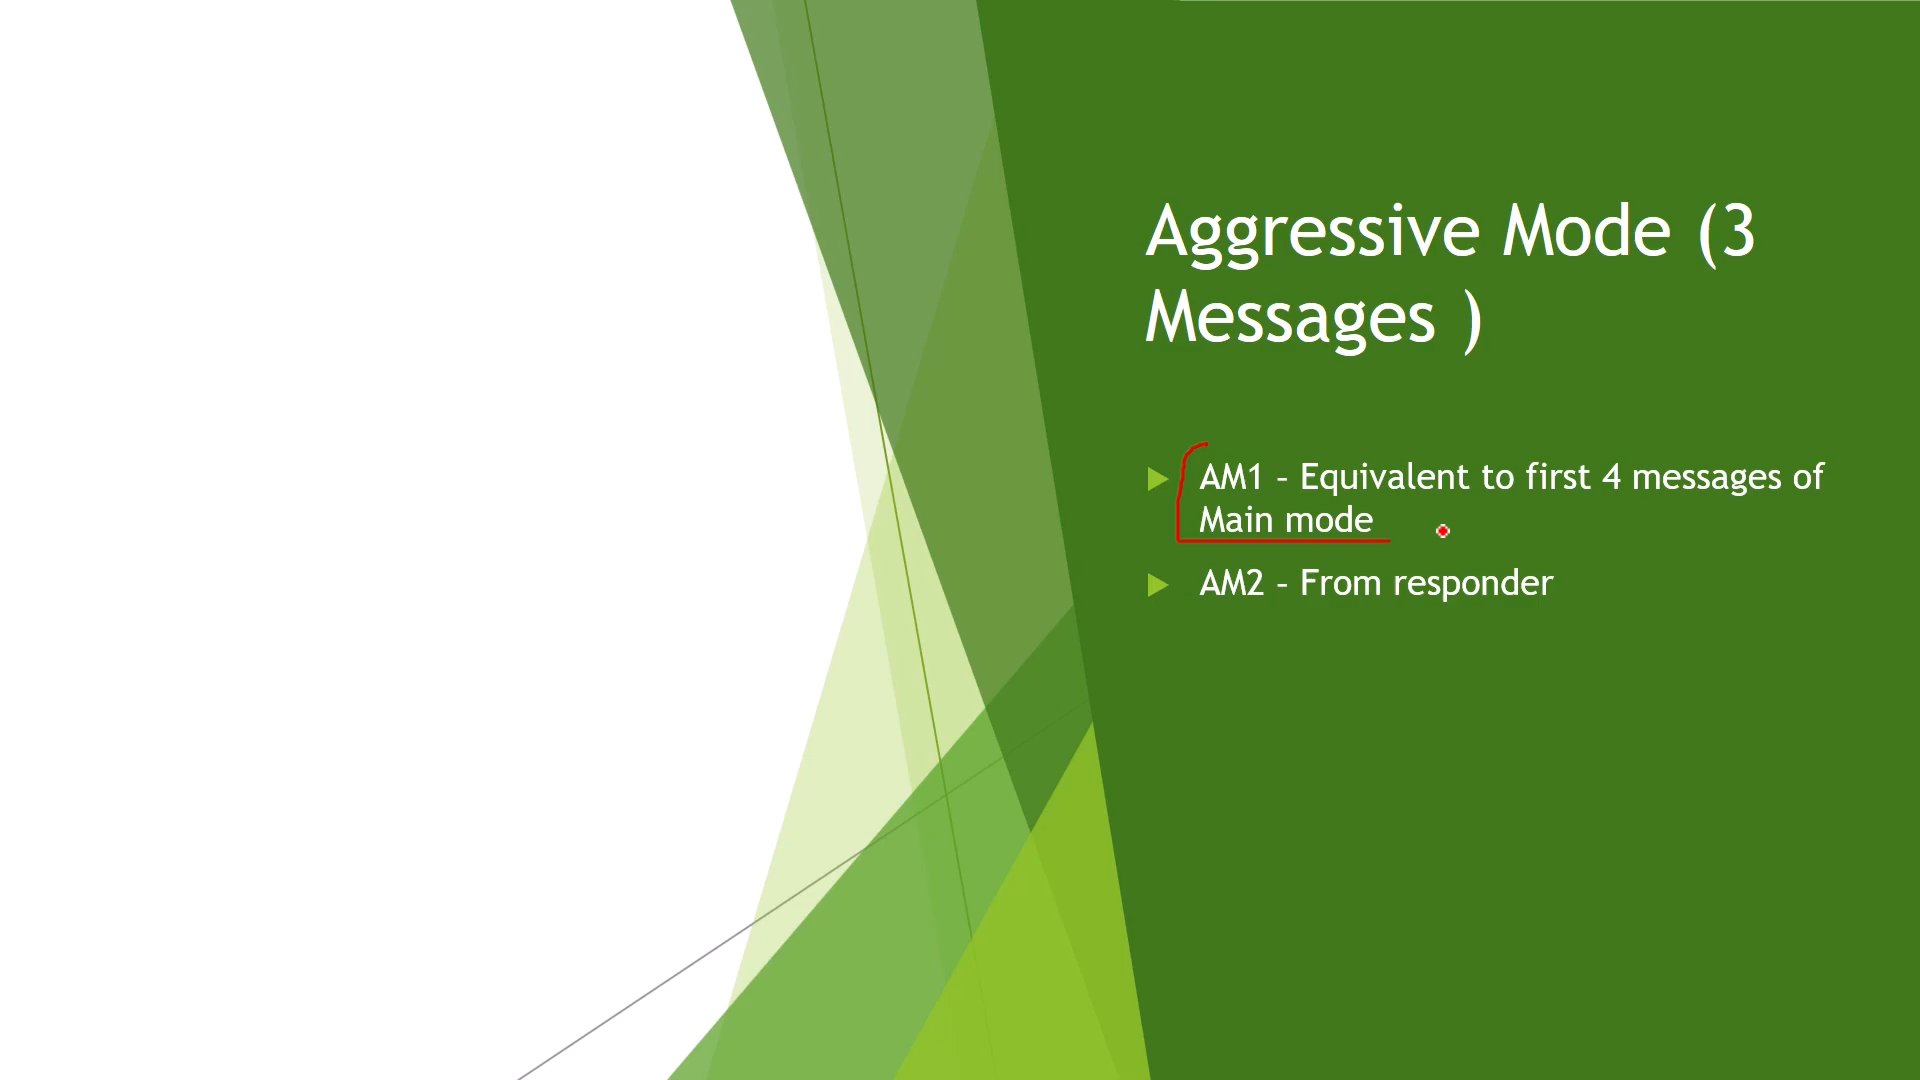 Aggressive Mode (3
Messages )
AM1 – Equivalent to first 4 messages of
Main mode
AM2 – From responder